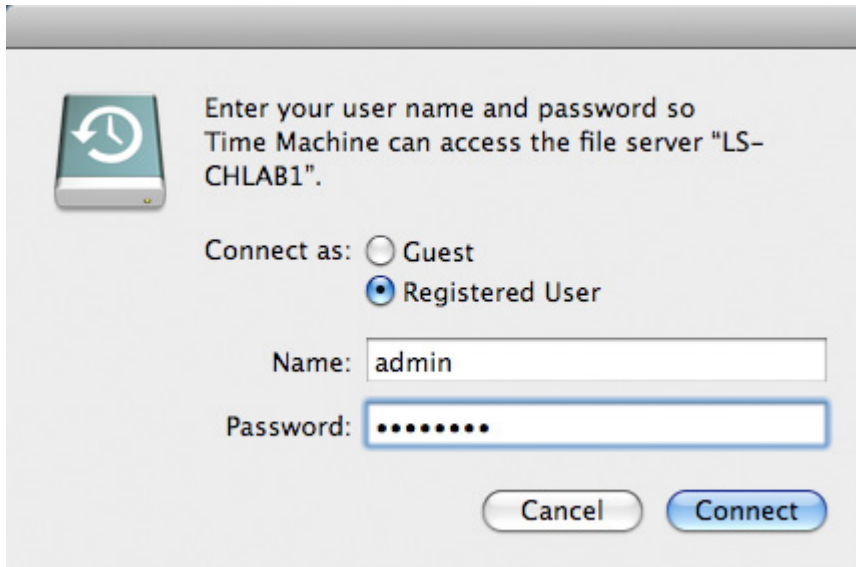 Enter your user name and password so
Time Machine can access the file server “LS-
CHLAB1”.
Connect as: Guest
Registered User
Name: admin
Password: ••••••••
Cancel Connect